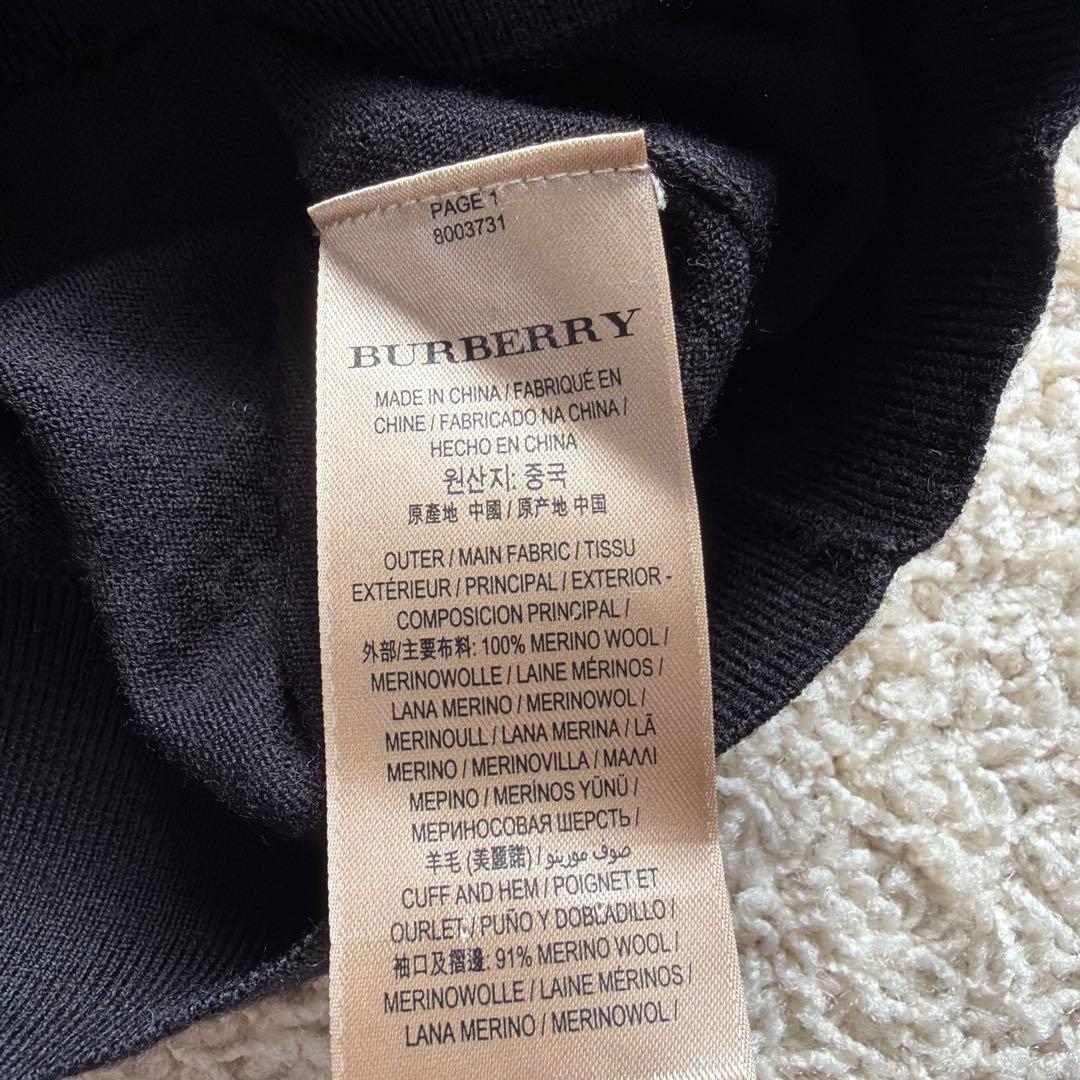 PAGE 1
8003731
BURBERRY
MADE IN CHINA / FABRIQUÉ EN
CHINE / FABRICADO NA CHINA /
HECHO EN CHINA
원산지: 중국
原產地 中國 / 原产地 中国
OUTER / MAIN FABRIC / TISSU
EXTÉRIEUR / PRINCIPAL / EXTERIOR -
COMPOSICION PRINCIPAL /
外部/主要布料: 100% MERINO WOOL /
MERINOWOLLE / LAINE MÉRINOS /
LANA MERINO / MERINOWOL /
MERINOULL / LANA MERINA / LÃ
MERINO / MERINOVILLA / ΜΑΛΛΙ
ΜΕΡΙΝΟ / MERİNOS YÜNÜ /
МЕРИНОСОВАЯ ШЕРСТЬ /
羊毛 (美麗諾) / صوف مورينو /
CUFF AND HEM / POIGNET ET
OURLET / PUÑO Y DOBLADILLO /
袖口及摺邊: 91% MERINO WOOL /
MERINOWOLLE / LAINE MÉRINOS /
LANA MERINO / MERINOWOL /